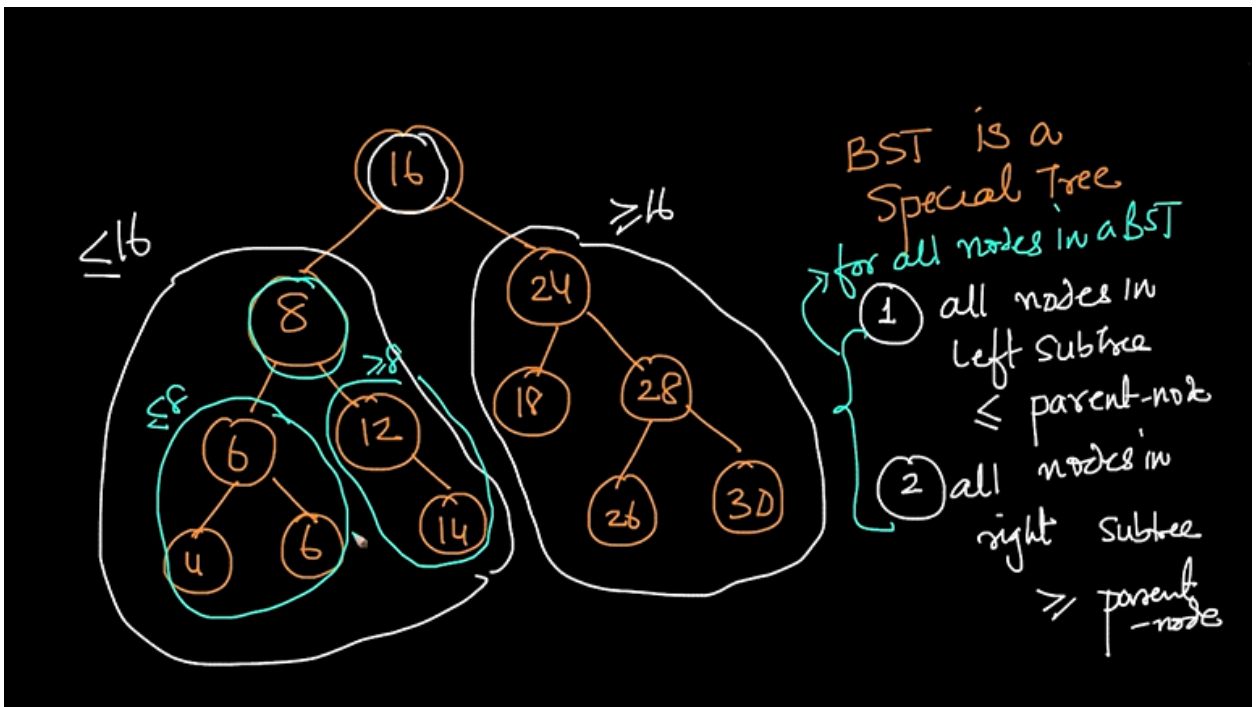 16
≤16
≥16
8
24
≥8
≤8
6
12
18
28
4
6
14
26
30
BST is a
Special Tree
for all nodes in a BST
1 all nodes in
left subtree
≤ parent-node
2 all nodes in
right subtree
≥ parent
-node